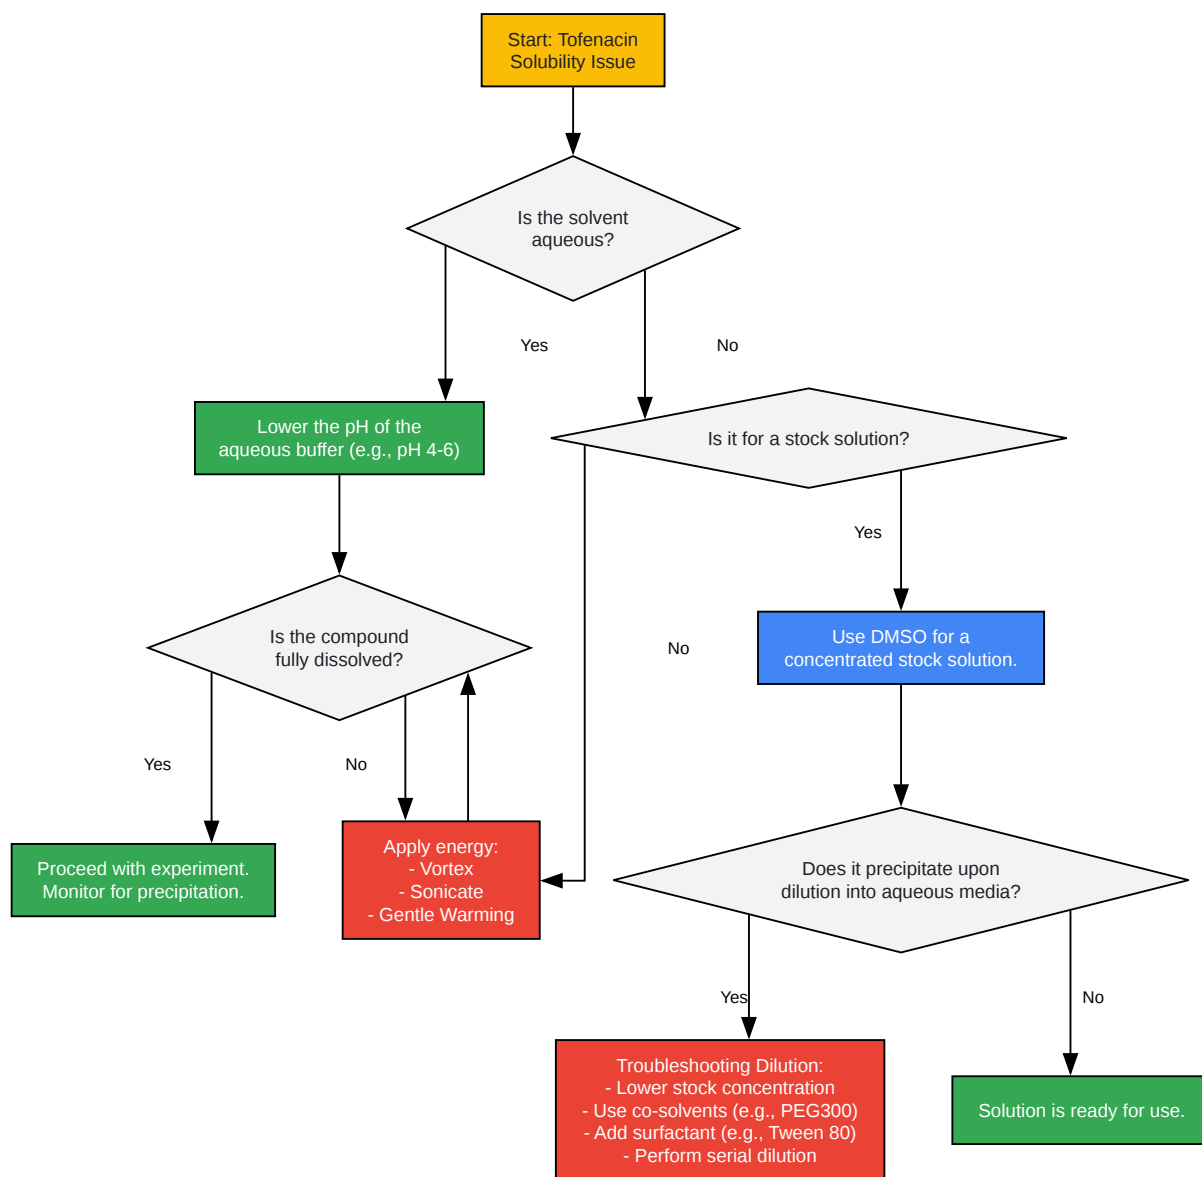 Start: Tofenacin
Solubility Issue
Is the solvent
aqueous?
Yes
No
Lower the pH of the
aqueous buffer (e.g., pH 4-6)
Is it for a stock solution?
Yes
No
Is the compound
fully dissolved?
Use DMSO for a
concentrated stock solution.
Yes
No
Proceed with experiment.
Monitor for precipitation.
Apply energy:
- Vortex
- Sonicate
- Gentle Warming
Does it precipitate upon
dilution into aqueous media?
Yes
No
Troubleshooting Dilution:
- Lower stock concentration
- Use co-solvents (e.g., PEG300)
- Add surfactant (e.g., Tween 80)
- Perform serial dilution
Solution is ready for use.